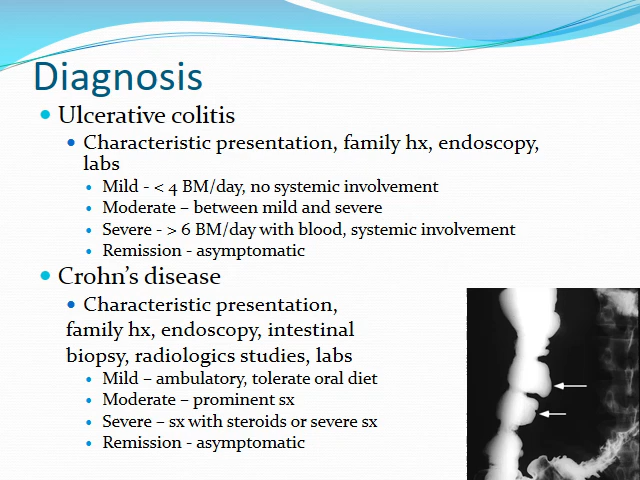 Diagnosis
Ulcerative colitis
Characteristic presentation, family hx, endoscopy,
labs
Mild - < 4 BM/day, no systemic involvement
Moderate – between mild and severe
Severe - > 6 BM/day with blood, systemic involvement
Remission - asymptomatic
Crohn’s disease
Characteristic presentation,
family hx, endoscopy, intestinal
biopsy, radiologics studies, labs
Mild – ambulatory, tolerate oral diet
Moderate – prominent sx
Severe – sx with steroids or severe sx
Remission - asymptomatic